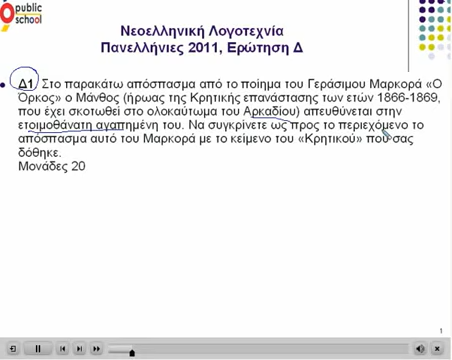 9 public
school
Νεοελληνική Λογοτεχνία
Πανελλήνιες 2011, Ερώτηση Δ
Δ1. Στο παρακάτω απόσπασμα από το ποίημα του Γεράσιμου Μαρκορά «Ο
Όρκος» ο Μάνθος (ήρωας της Κρητικής επανάστασης των ετών 1866-1869,
που έχει σκοτωθεί στο ολοκαύτωμα του Αρκαδίου) απευθύνεται στην
ετοιμοθάνατη αγαπημένη του. Να συγκρίνετε ως προς το περιεχόμενο το
απόσπασμα αυτό του Μαρκορά με το κείμενο του «Κρητικού» που σας
δόθηκε.
Μονάδες 20
1